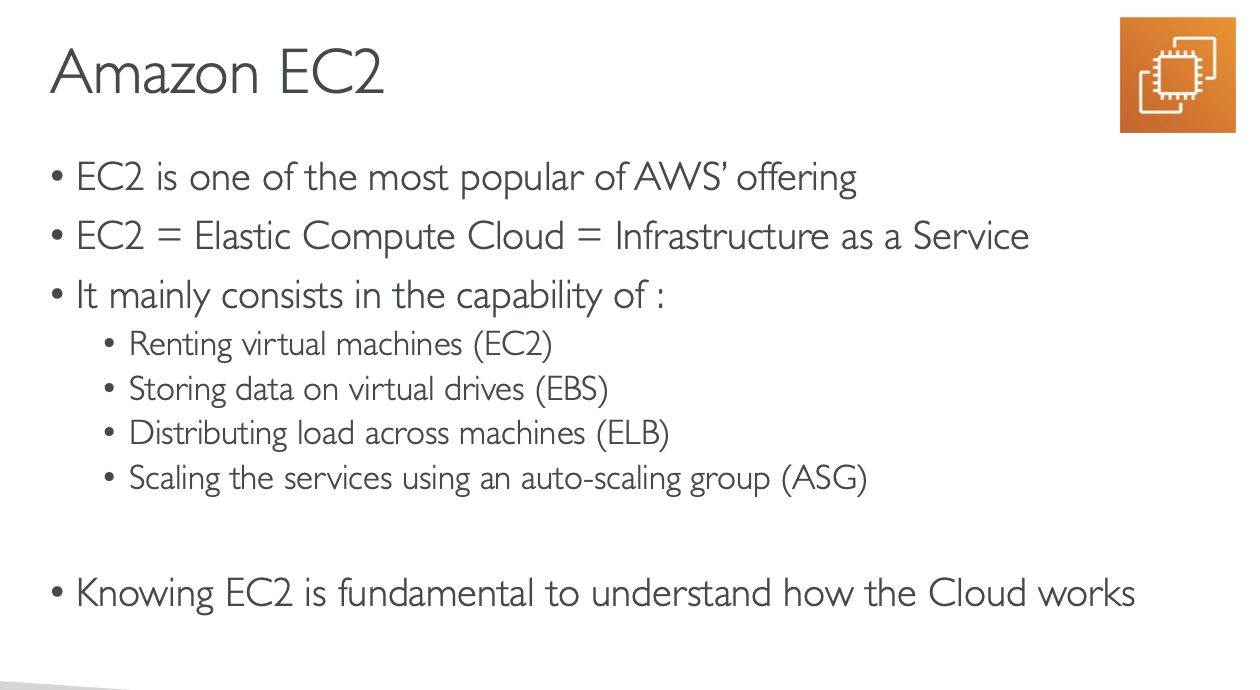 Amazon EC2
• EC2 is one of the most popular of AWS’ offering
• EC2 = Elastic Compute Cloud = Infrastructure as a Service
• It mainly consists in the capability of :
• Renting virtual machines (EC2)
• Storing data on virtual drives (EBS)
• Distributing load across machines (ELB)
• Scaling the services using an auto-scaling group (ASG)
• Knowing EC2 is fundamental to understand how the Cloud works